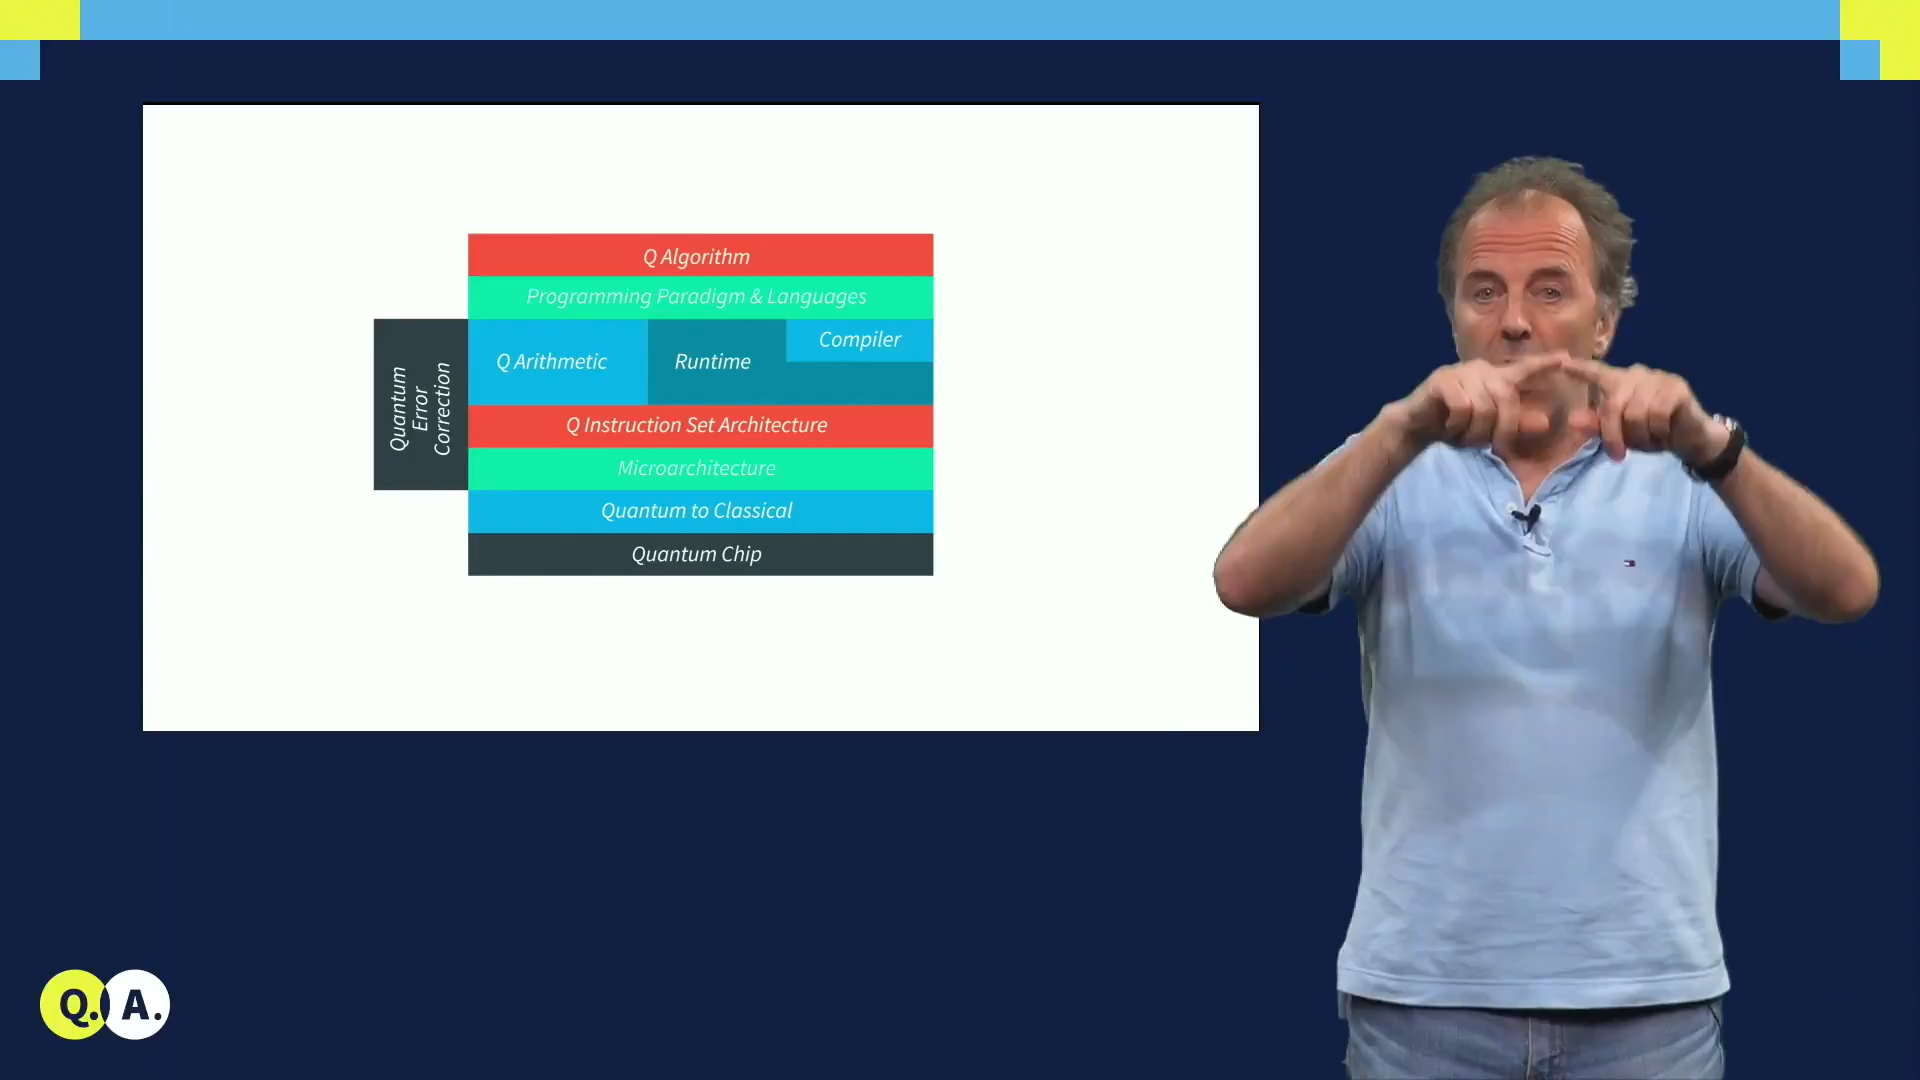 Q Algorithm
Programming Paradigm & Languages
Quantum
Error
Correction
Q Arithmetic
Runtime
Compiler
Q Instruction Set Architecture
Microarchitecture
Quantum to Classical
Quantum Chip
Q. A.